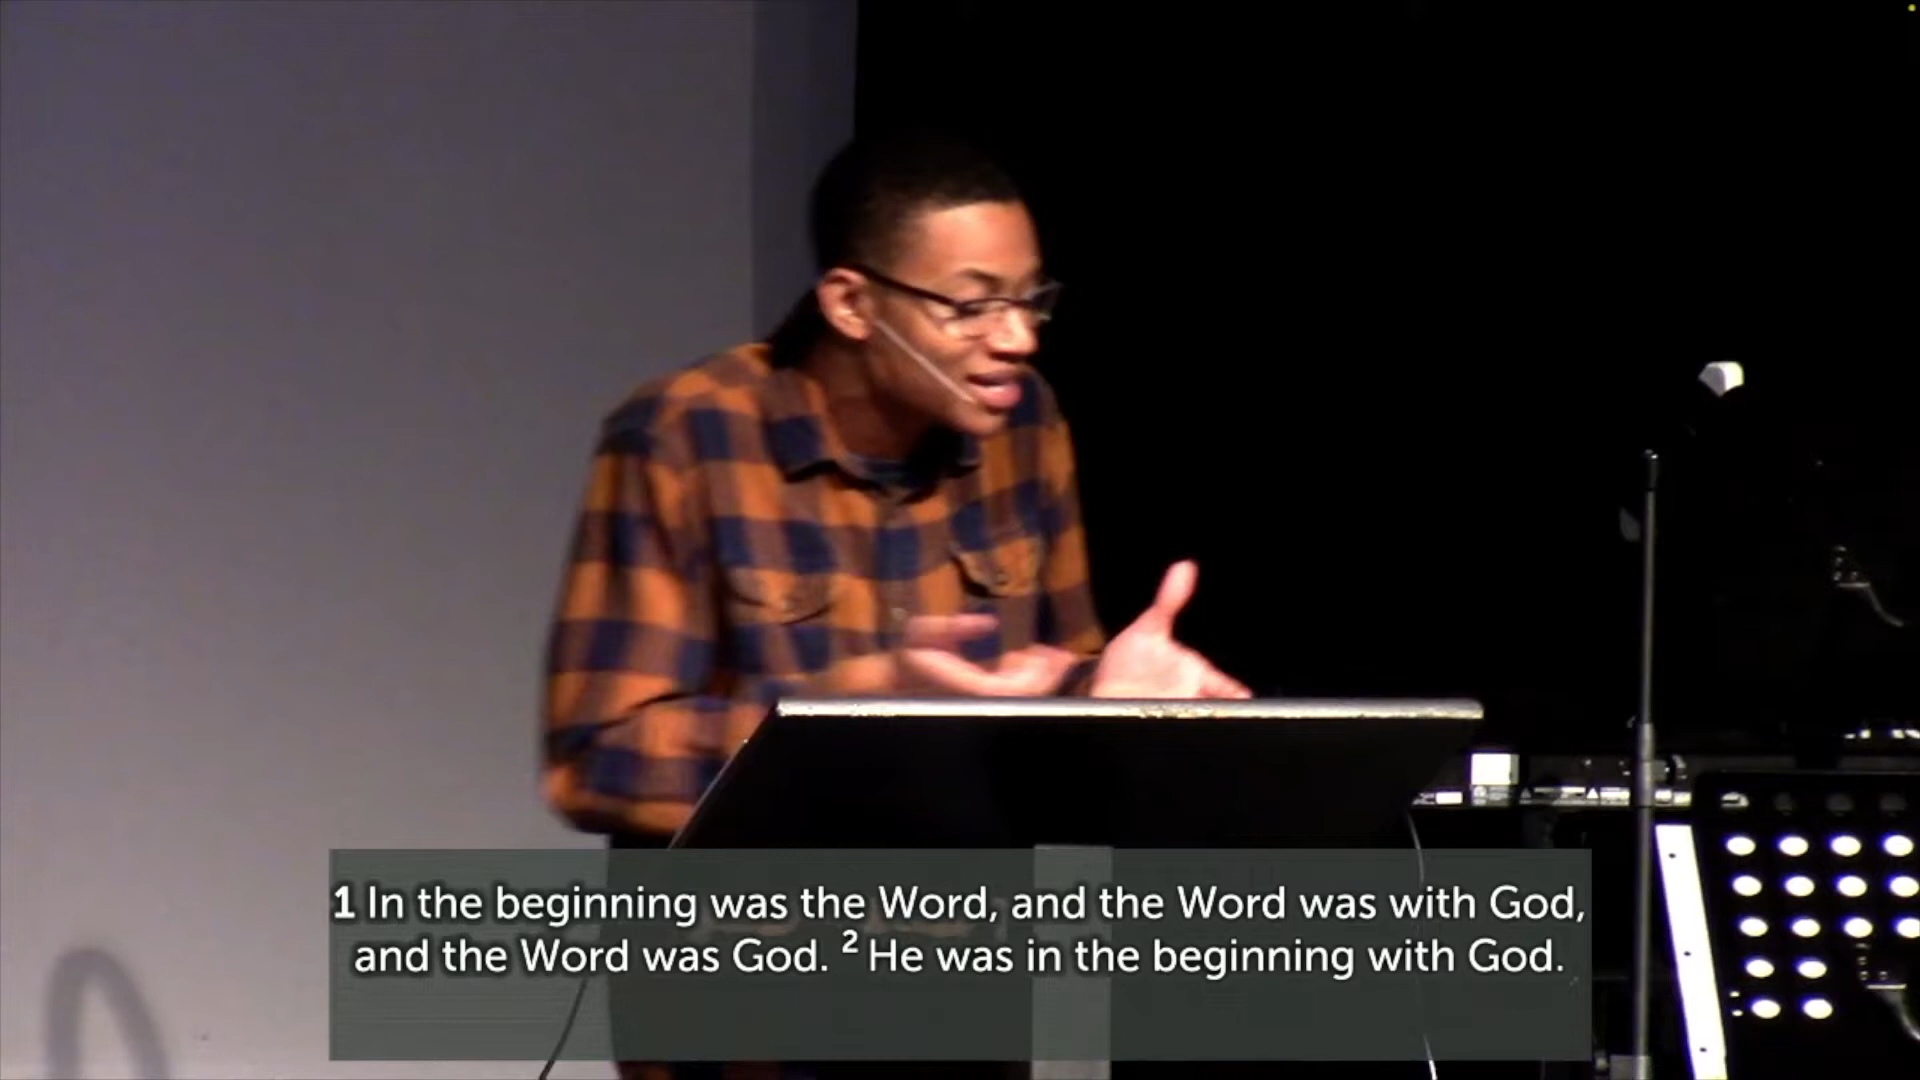 1 In the beginning was the Word, and the Word was with God,
and the Word was God. 2 He was in the beginning with God.